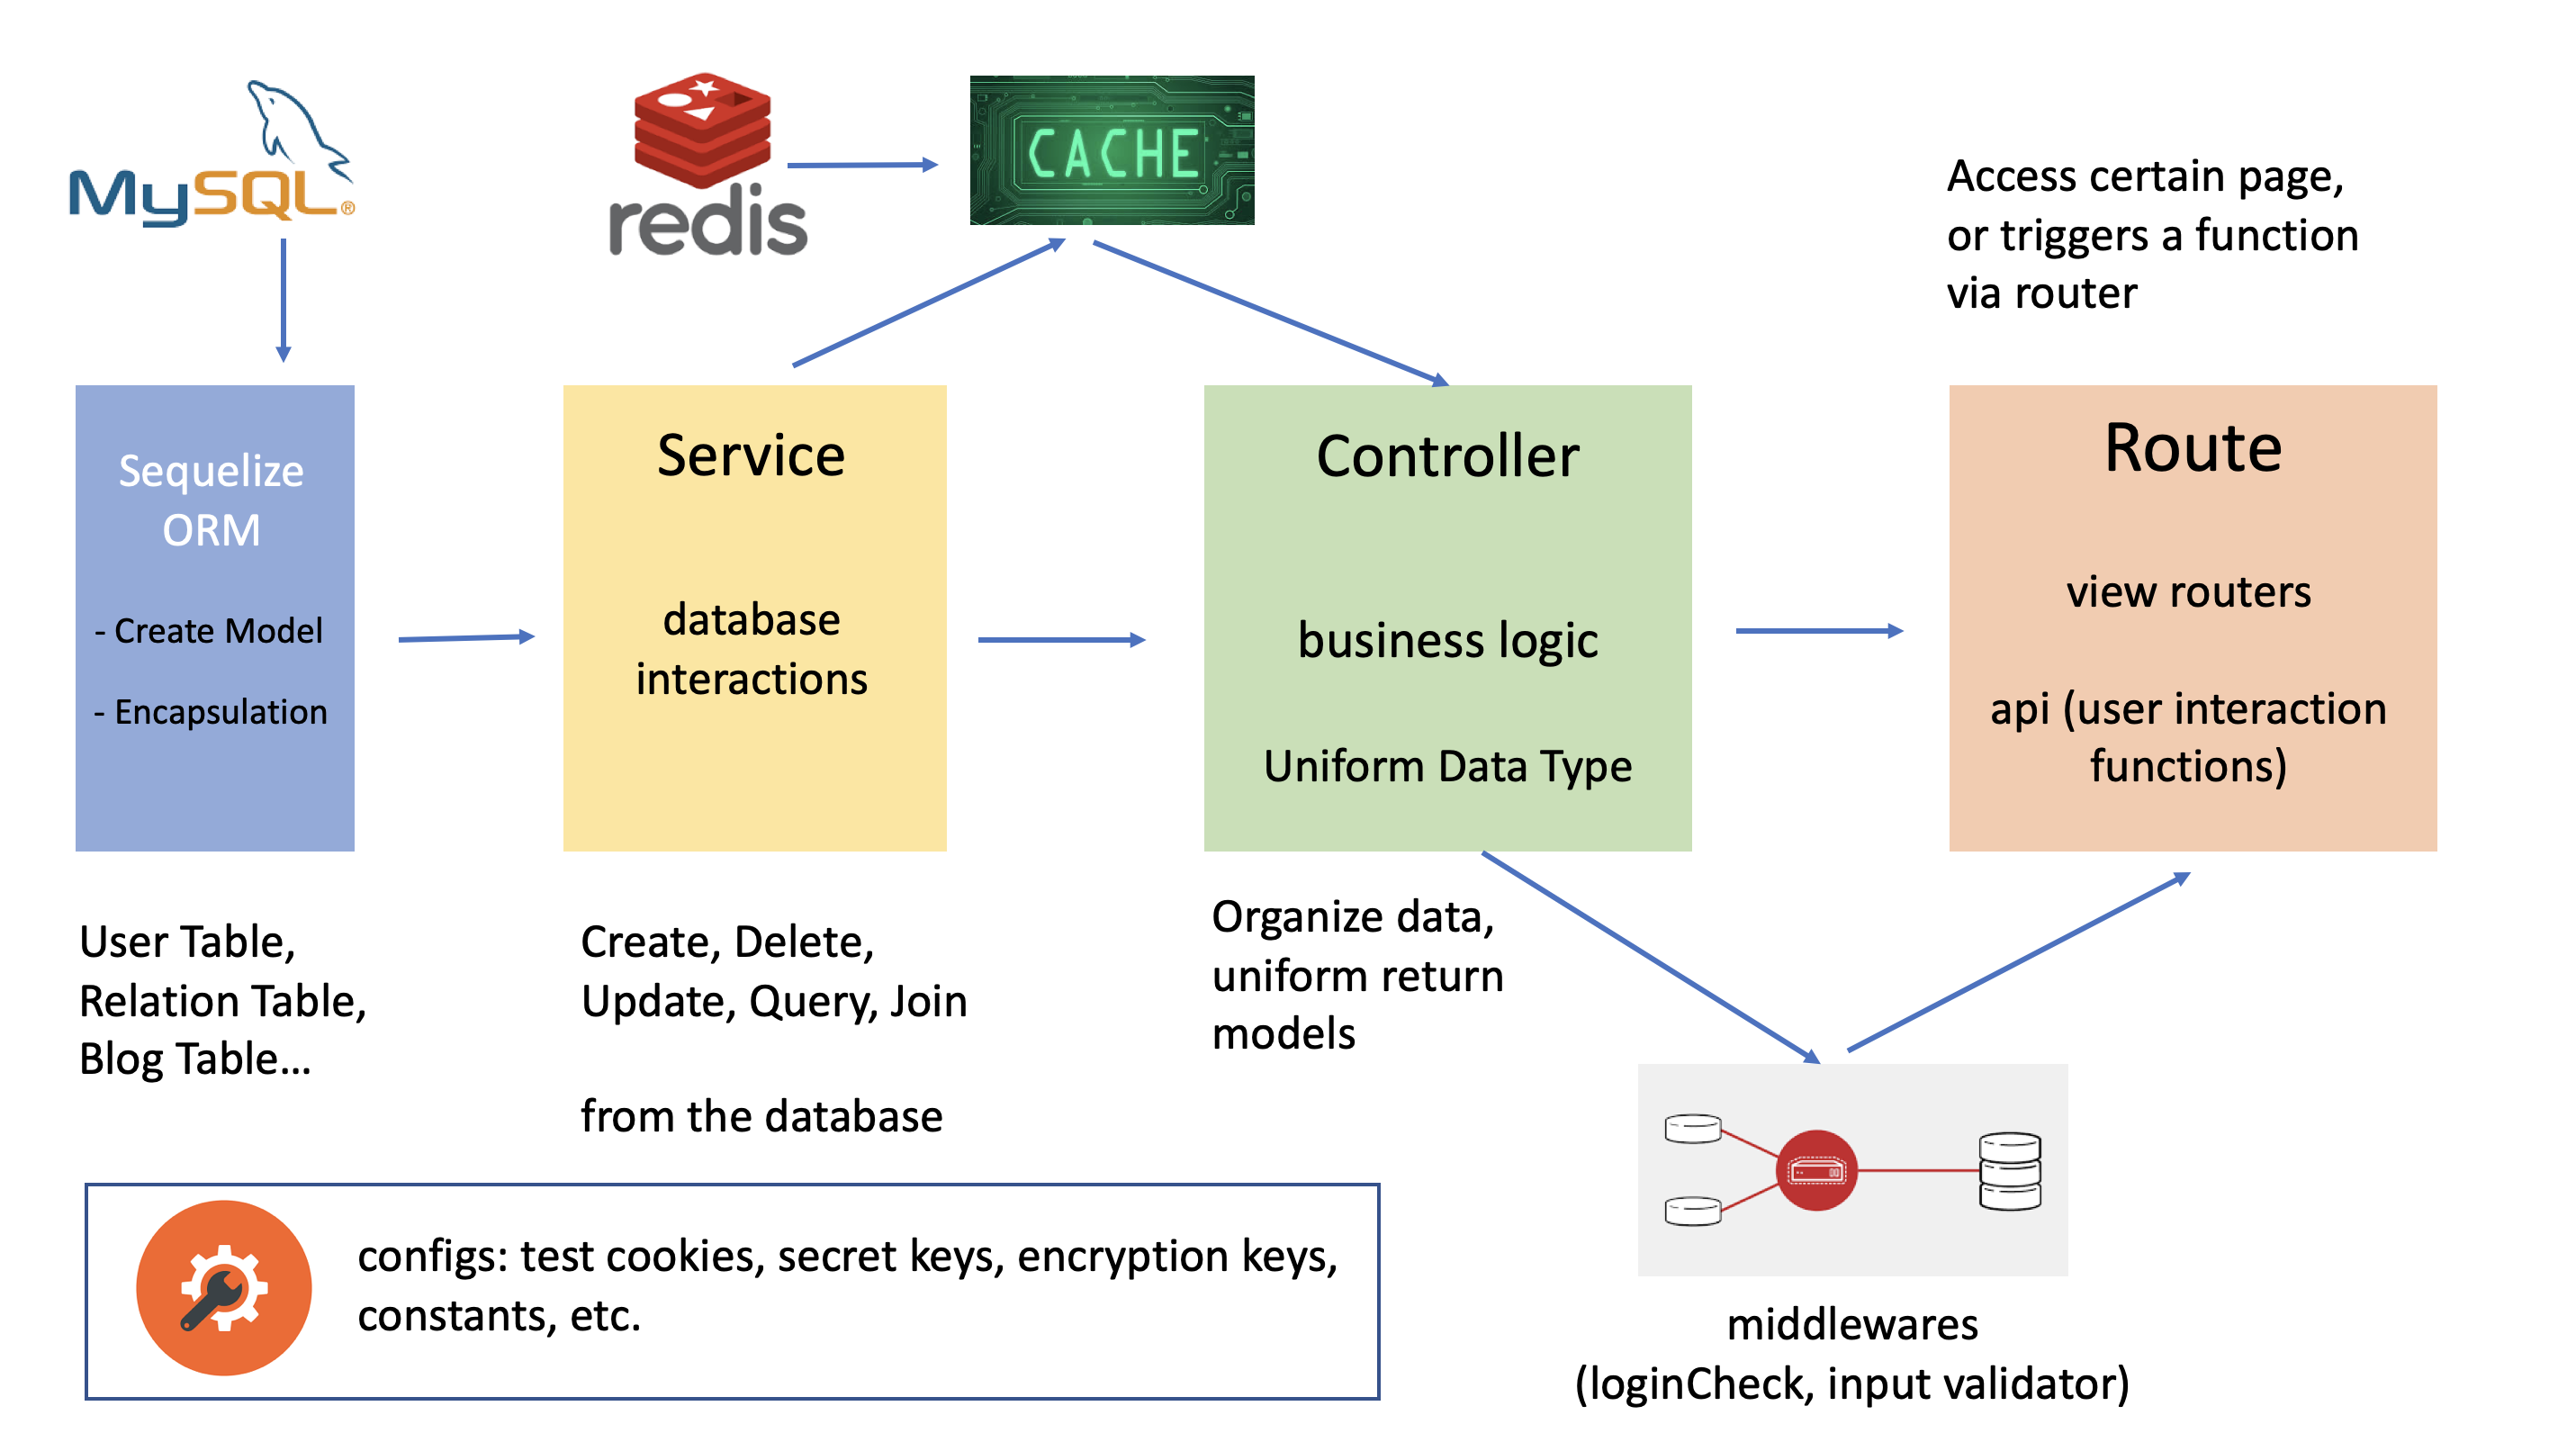 MySQL®
redis
CACHE
Access certain page,
or triggers a function
via router
Sequelize
ORM
- Create Model
- Encapsulation
Service
database
interactions
Controller
business logic
Uniform Data Type
Route
view routers
api (user interaction
functions)
User Table,
Relation Table,
Blog Table...
Create, Delete,
Update, Query, Join
from the database
Organize data,
uniform return
models
configs: test cookies, secret keys, encryption keys,
constants, etc.
middlewares
(loginCheck, input validator)